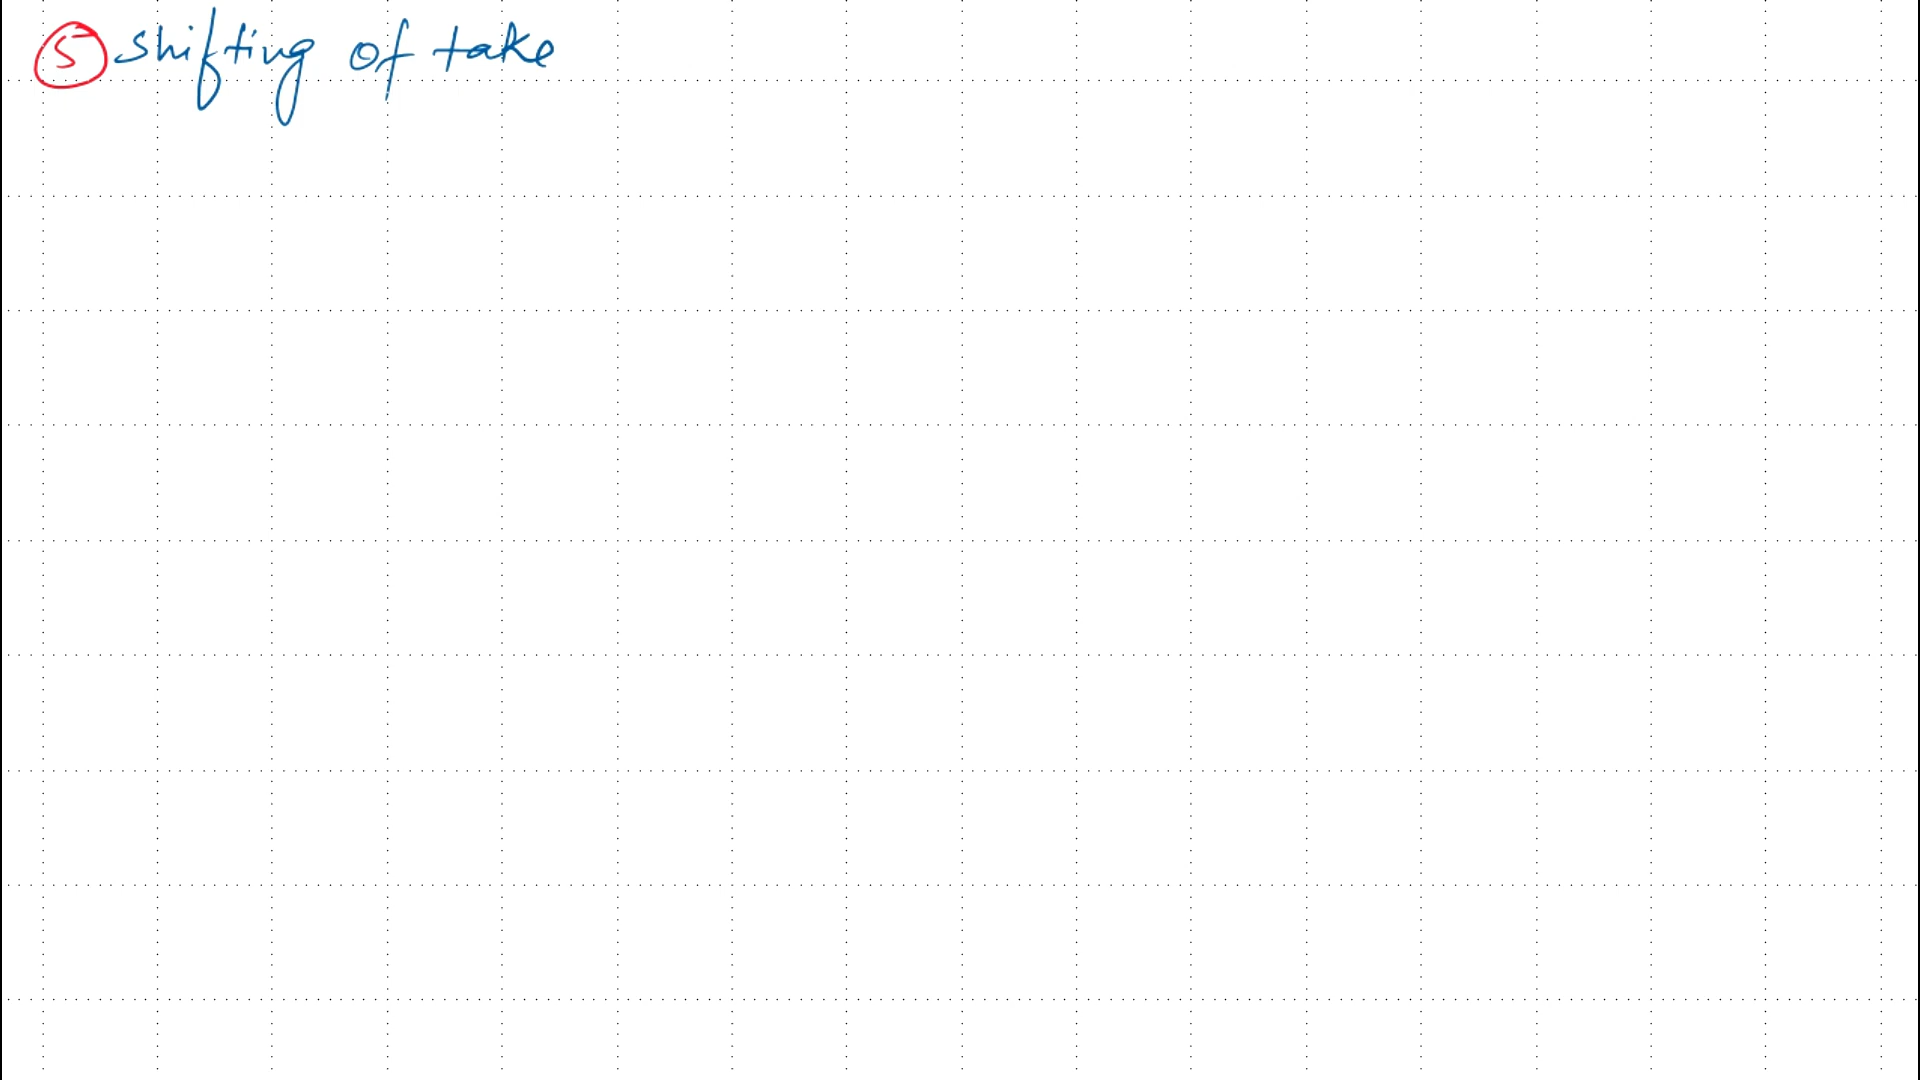 ⑤ shifting of take